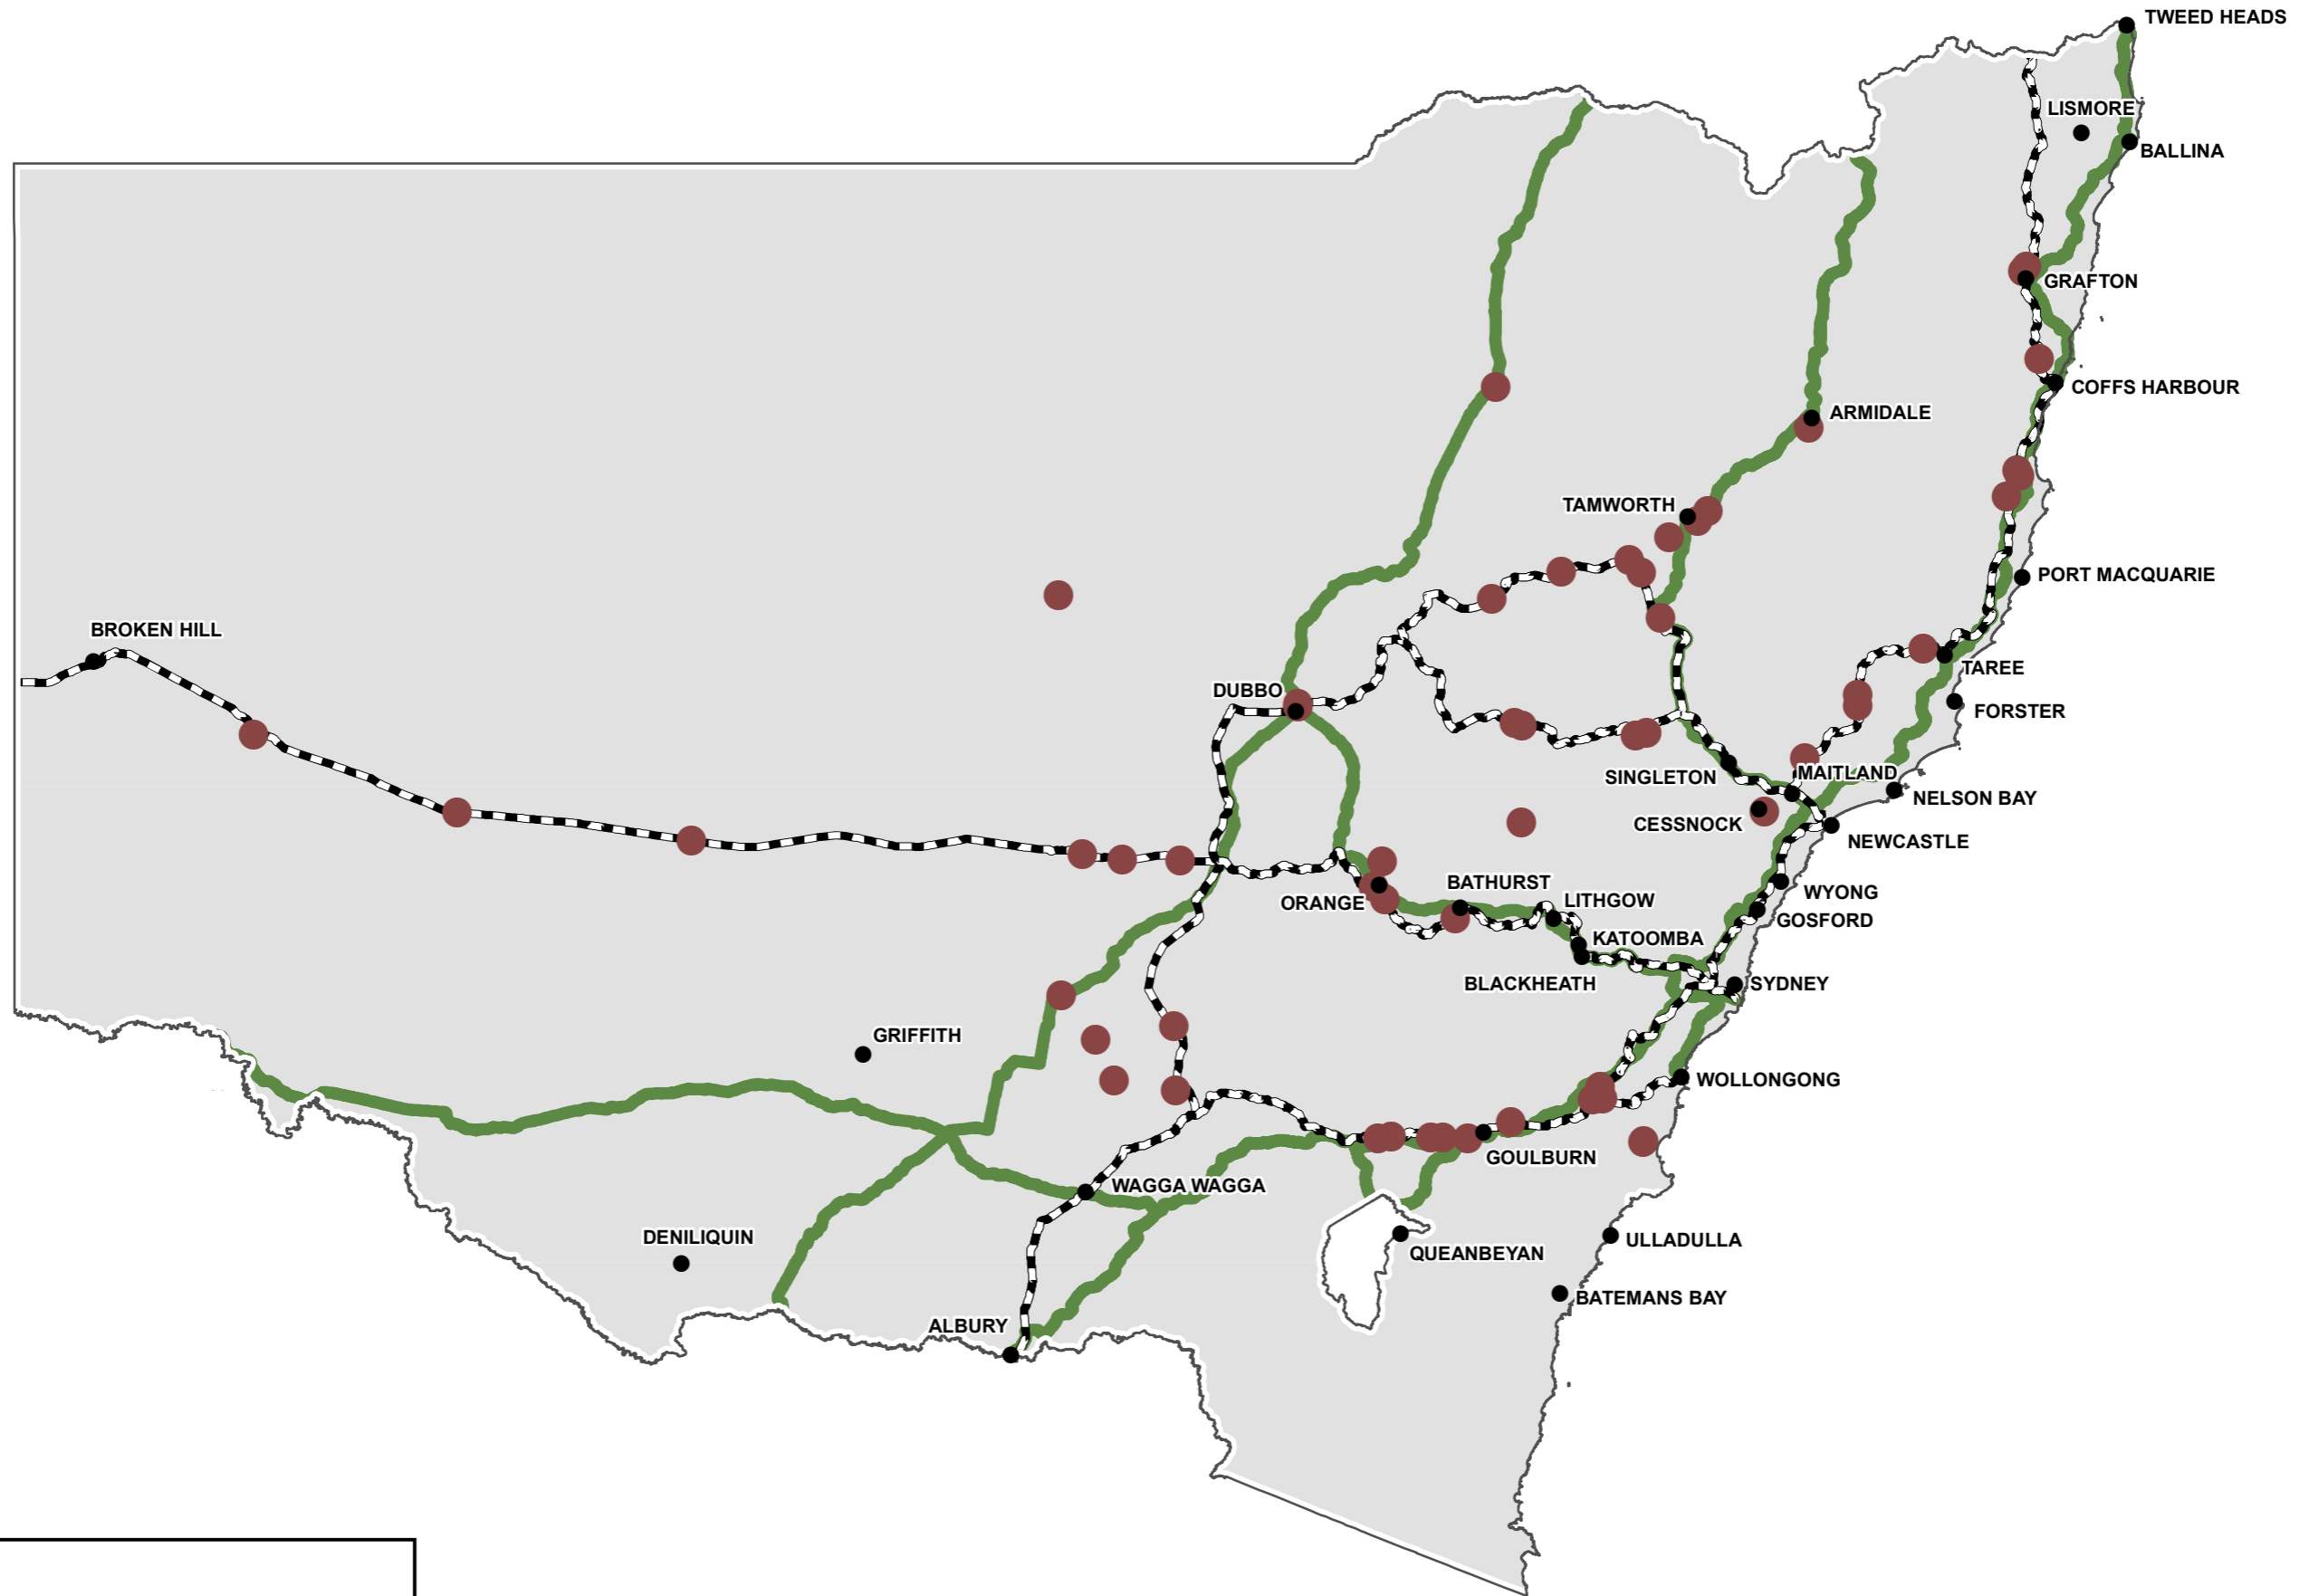 TWEED HEADS
LISMORE
BALLINA
GRAFTON
COFFS HARBOUR
ARMIDALE
TAMWORTH
PORT MACQUARIE
BROKEN HILL
TAREE
DUBBO
FORSTER
SINGLETON
MAITLAND
NELSON BAY
CESSNOCK
NEWCASTLE
BATHURST
WYONG
ORANGE
LITHGOW
GOSFORD
KATOOMBA
BLACKHEATH
SYDNEY
GRIFFITH
WOLLONGONG
GOULBURN
WAGGA WAGGA
DENILIQUIN
ULLADULLA
QUEANBEYAN
BATEMANS BAY
ALBURY